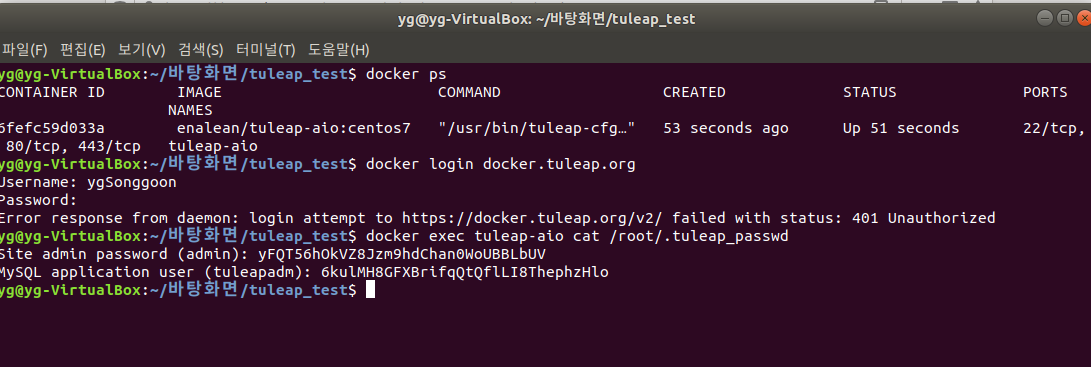 yg@yg-VirtualBox: ~/바탕화면/tuleap_test
파일(F) 편집(E) 보기(V) 검색(S) 터미널(T) 도움말(H)
yg@yg-VirtualBox:~/바탕화면/tuleap_test$ docker ps
CONTAINER ID IMAGE COMMAND CREATED STATUS PORTS
NAMES
6fefc59d033a enalean/tuleap-aio:centos7 "/usr/bin/tuleap-cfg…" 53 seconds ago Up 51 seconds 22/tcp,
80/tcp, 443/tcp tuleap-aio
yg@yg-VirtualBox:~/바탕화면/tuleap_test$ docker login docker.tuleap.org
Username: ygSonggoon
Password:
Error response from daemon: login attempt to https://docker.tuleap.org/v2/ failed with status: 401 Unauthorized
yg@yg-VirtualBox:~/바탕화면/tuleap_test$ docker exec tuleap-aio cat /root/.tuleap_passwd
Site admin password (admin): yFQT56hOkVZ8Jzm9hdChan0WoUBBLbUV
MySQL application user (tuleapadm): 6kulMH8GFXBrifqQtQflLI8ThephzHlo
yg@yg-VirtualBox:~/바탕화면/tuleap_test$